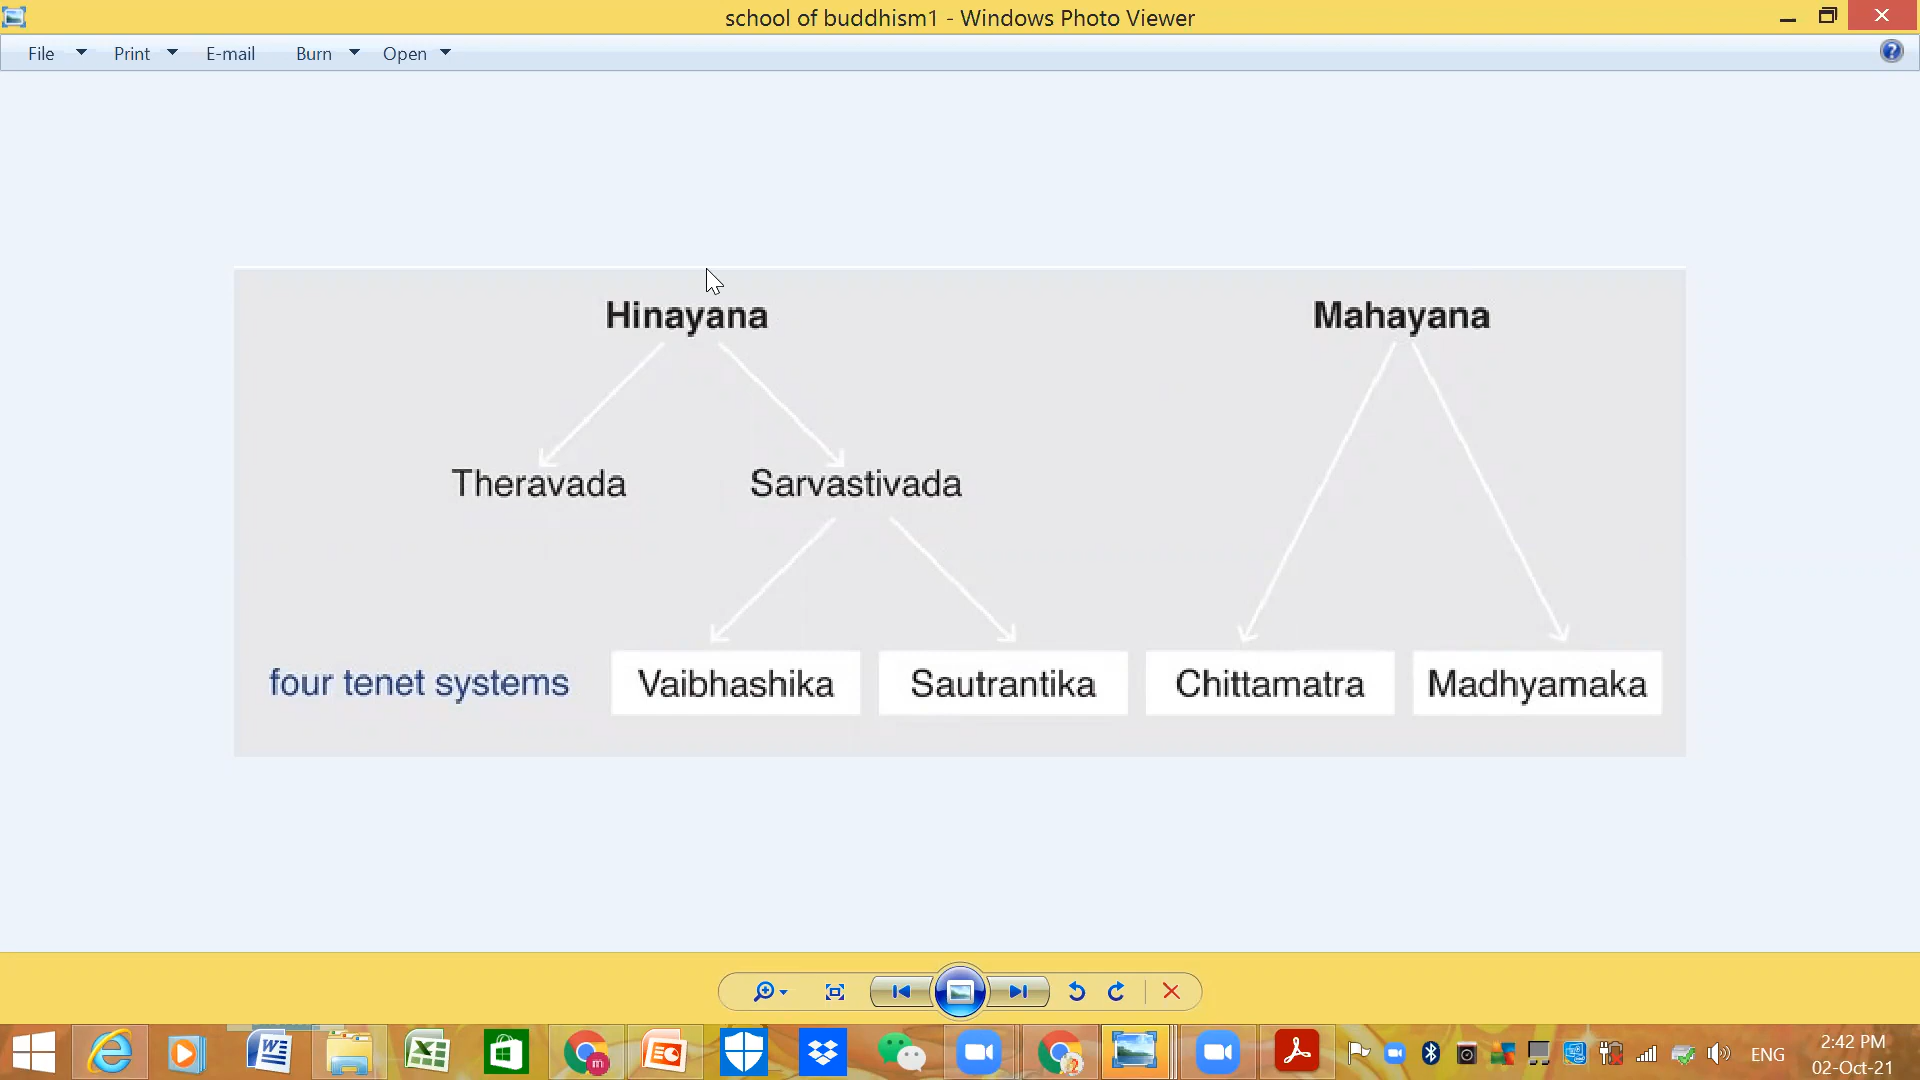 school of buddhism1 - Windows Photo Viewer
File Print E-mail Burn Open
Hinayana Mahayana
Theravada Sarvastivada
four tenet systems Vaibhashika Sautrantika Chittamatra Madhyamaka
ENG
2:42 PM
02-Oct-21